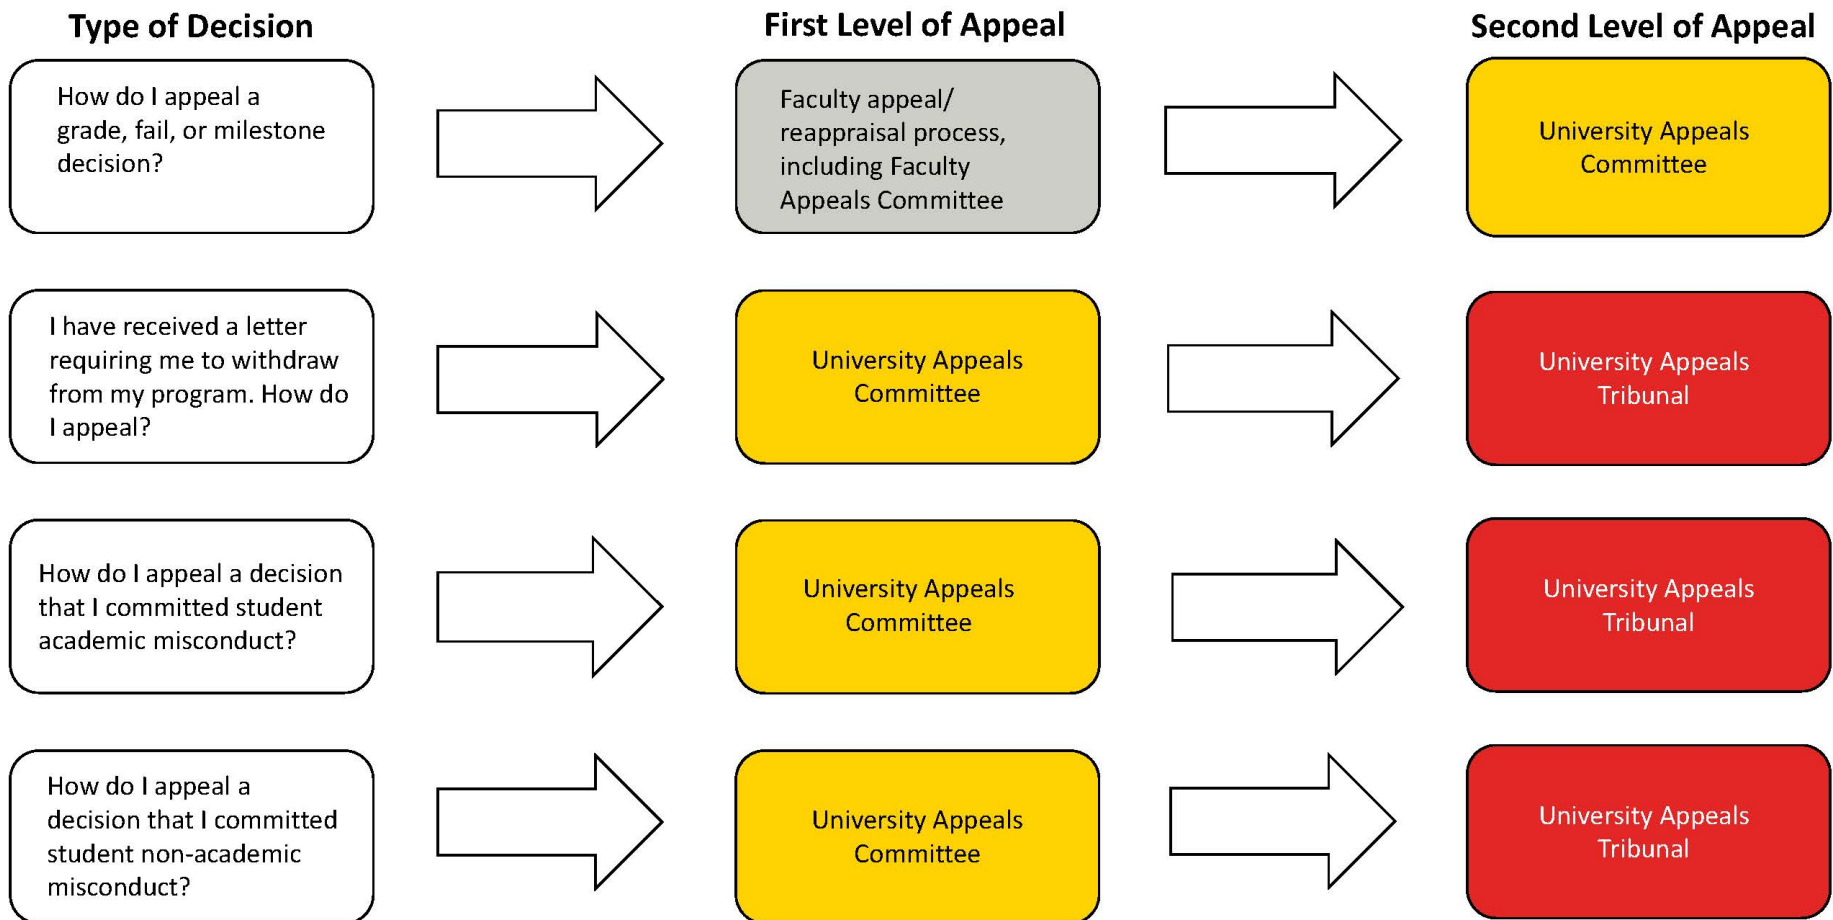 Type of Decision
First Level of Appeal
Second Level of Appeal
How do I appeal a
grade, fail, or milestone
decision?
Faculty appeal/
reappraisal process,
including Faculty
Appeals Committee
University Appeals
Committee
I have received a letter
requiring me to withdraw
from my program. How do
I appeal?
University Appeals
Committee
University Appeals
Tribunal
How do I appeal a decision
that I committed student
academic misconduct?
University Appeals
Committee
University Appeals
Tribunal
How do I appeal a
decision that I committed
student non-academic
misconduct?
University Appeals
Committee
University Appeals
Tribunal